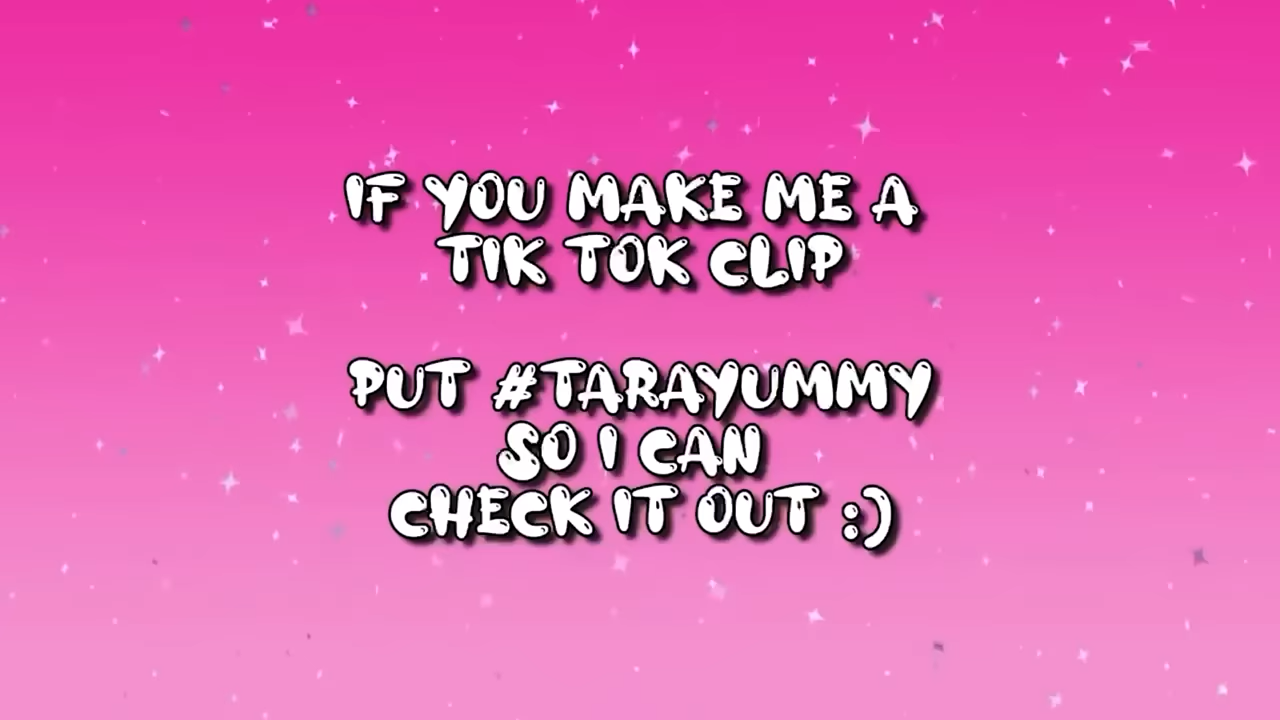 IF YOU MAKE ME A
TIK TOK CLIP
PUT #TARAYUMMY
SO I CAN
CHECK IT OUT :)